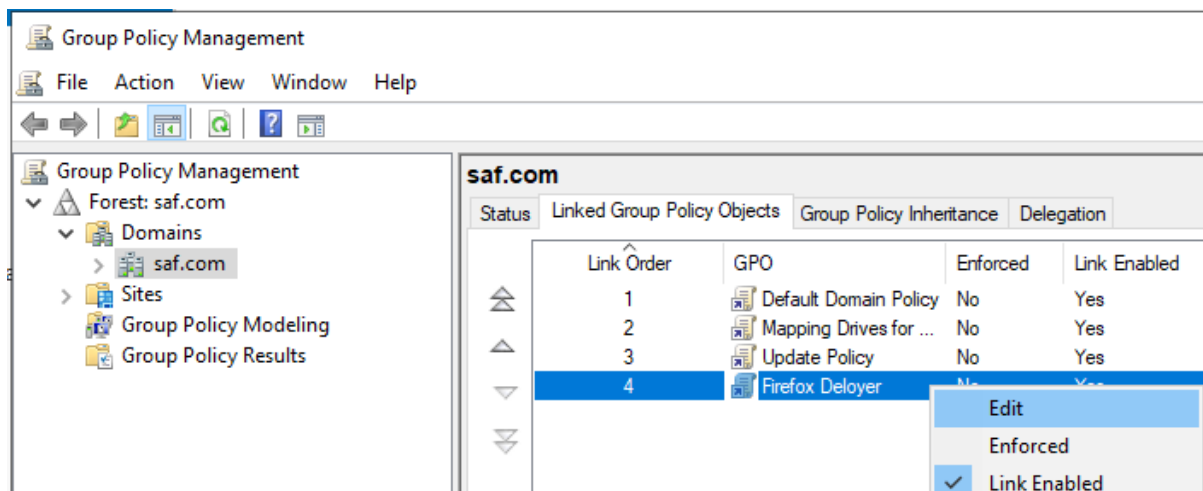 Group Policy Management
File Action View Window Help
Group Policy Management
Forest: saf.com
Domains
saf.com
Sites
Group Policy Modeling
Group Policy Results
saf.com
Status Linked Group Policy Objects Group Policy Inheritance Delegation
Link Order GPO Enforced Link Enabled
1 Default Domain Policy No Yes
2 Mapping Drives for ... No Yes
3 Update Policy No Yes
4 Firefox Deloyer No Yes
Edit
Enforced
Link Enabled